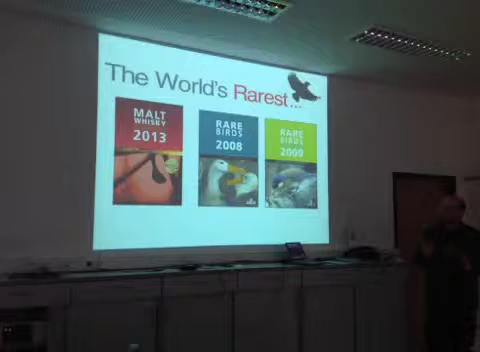 The World's Rarest...
MALT
WHISKY
2013
RARE
BIRDS
2008
RARE
BIRDS
2009